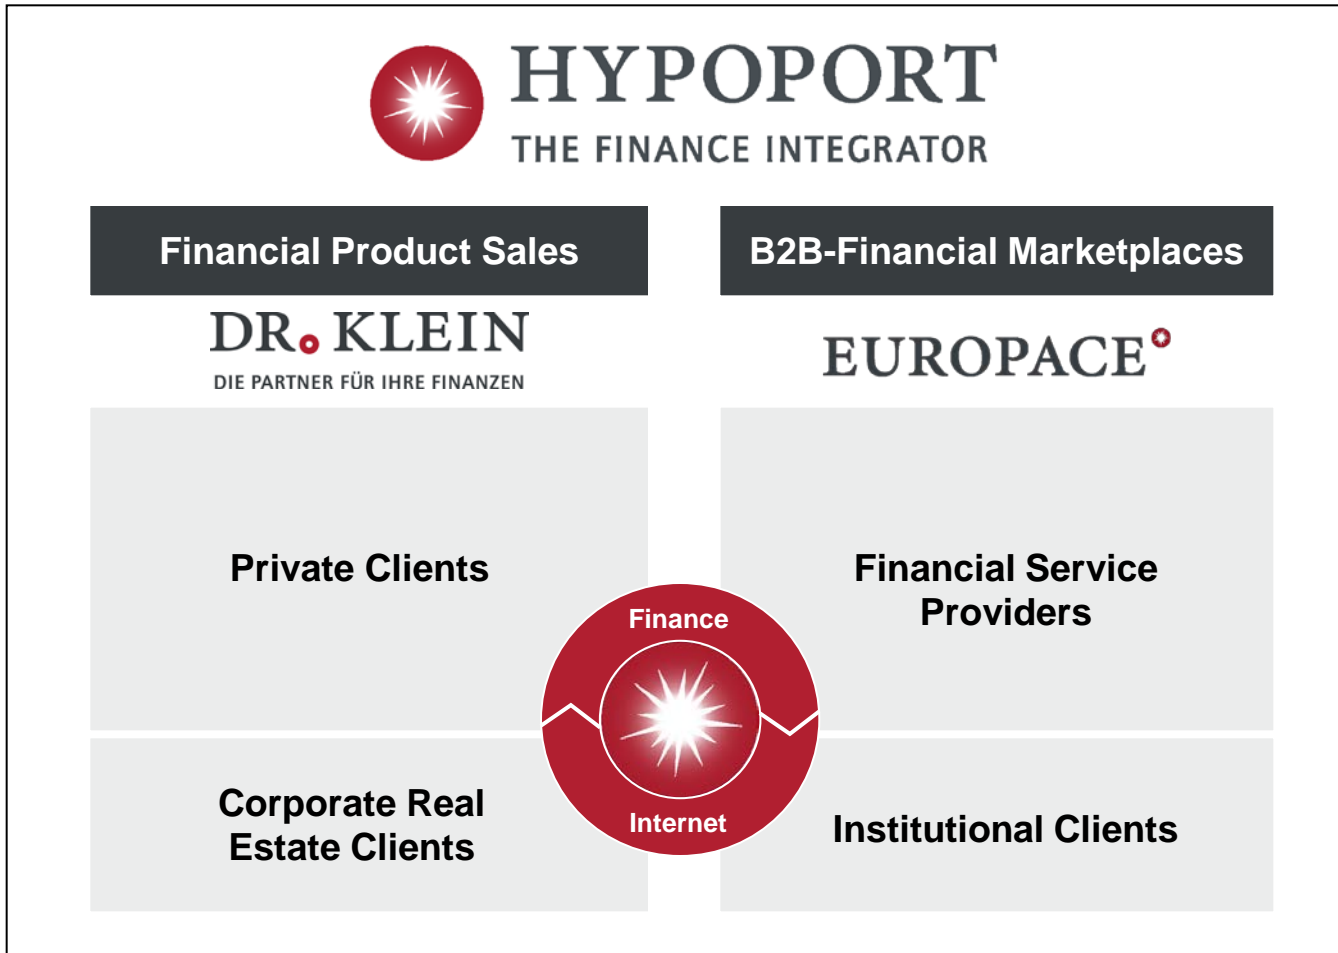 HYPOPORT
THE FINANCE INTEGRATOR
Financial Product Sales
DR. KLEIN
DIE PARTNER FÜR IHRE FINANZEN
Private Clients
Corporate Real
Estate Clients
B2B-Financial Marketplaces
EUROPACE
Financial Service
Providers
Institutional Clients
Finance
Internet